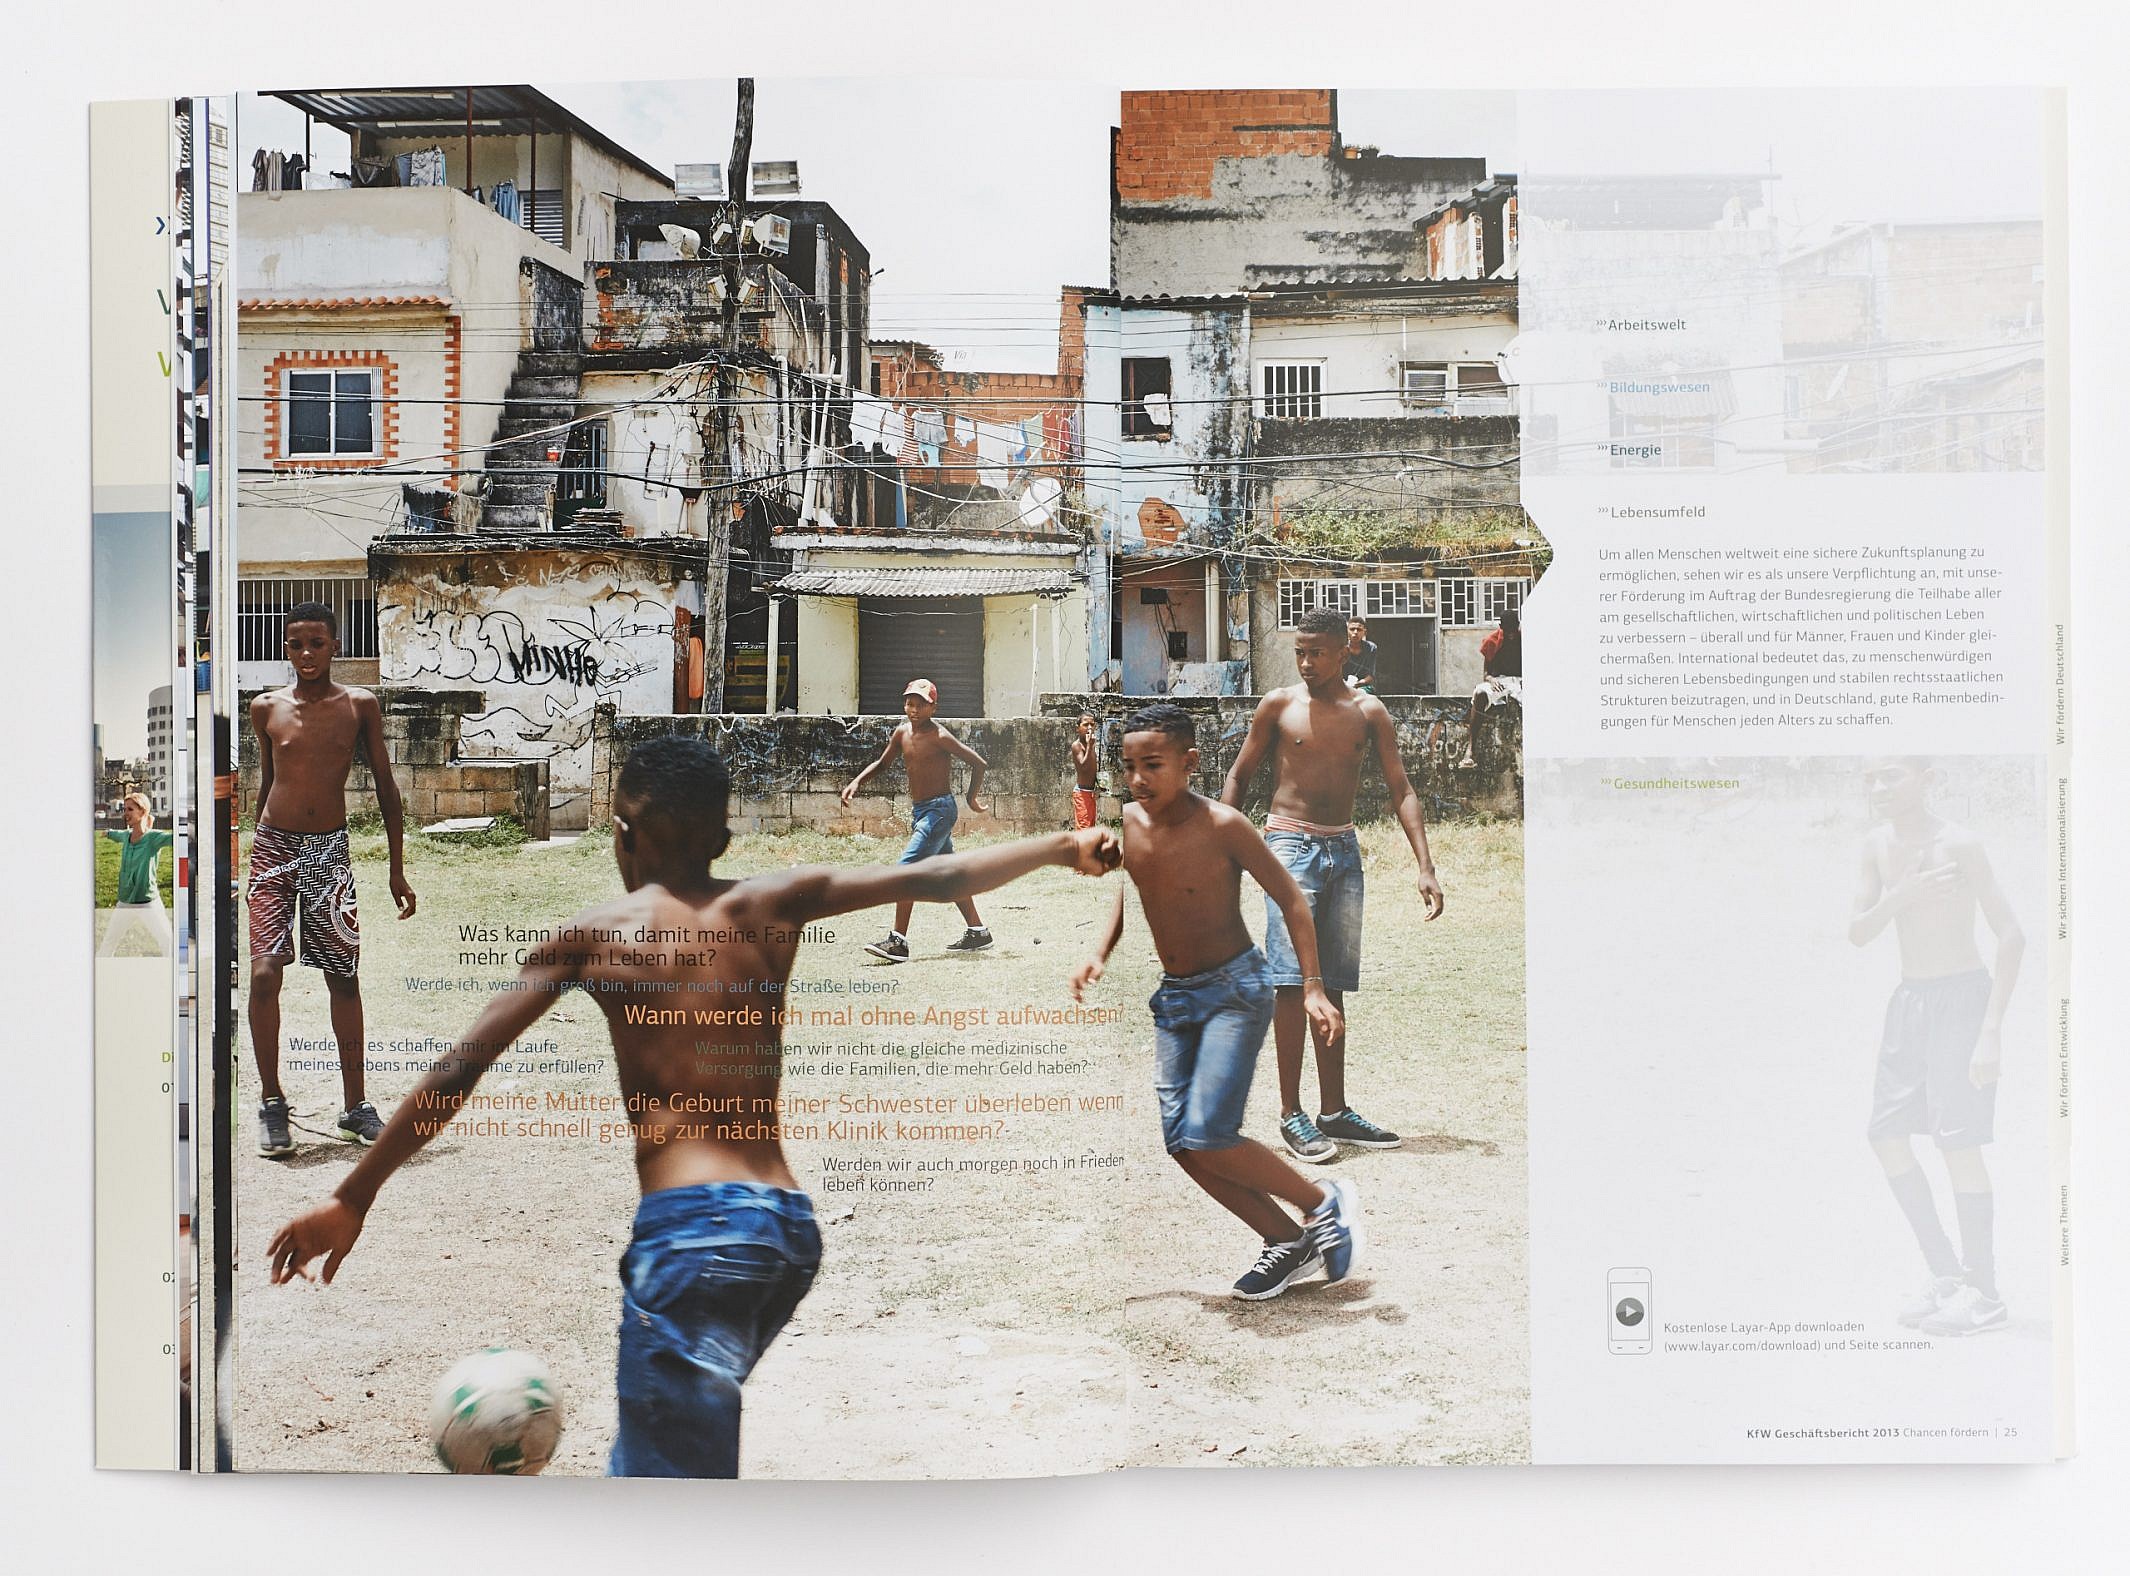 MINHO
Was kann ich tun, damit meine Familie
mehr Geld zum Leben hat?
Werde ich, wenn ich groß bin, immer noch auf der Straße leben?
Wann werde ich mal ohne Angst aufwachsen?
Werde ich es schaffen, mir im Laufe
meines Lebens meine Träume zu erfüllen?
Warum haben wir nicht die gleiche medizinische
Versorgung wie die Familien, die mehr Geld haben?
Wird meine Mutter die Geburt meiner Schwester überleben wenn
wir nicht schnell genug zur nächsten Klinik kommen?
Werden wir auch morgen noch in Frieden
leben können?
»» Arbeitswelt
»» Bildungswesen
»» Energie
»» Lebensumfeld
Um allen Menschen weltweit eine sichere Zukunftsplanung zu
ermöglichen, sehen wir es als unsere Verpflichtung an, mit unse-
rer Förderung im Auftrag der Bundesregierung die Teilhabe aller
am gesellschaftlichen, wirtschaftlichen und politischen Leben
zu verbessern – überall und für Männer, Frauen und Kinder glei-
chermaßen. International bedeutet das, zu menschenwürdigen
und sicheren Lebensbedingungen und stabilen rechtsstaatlichen
Strukturen beizutragen, und in Deutschland, gute Rahmenbedin-
gungen für Menschen jeden Alters zu schaffen.
»» Gesundheitswesen
Kostenlose Layar-App downloaden
(www.layar.com/download) und Seite scannen.
KfW Geschäftsbericht 2013 Chancen fördern | 25
Wir fördern Deutschland
Wir sichern Internationalisierung
Wir fördern Entwicklung
Weitere Themen
01
02
03